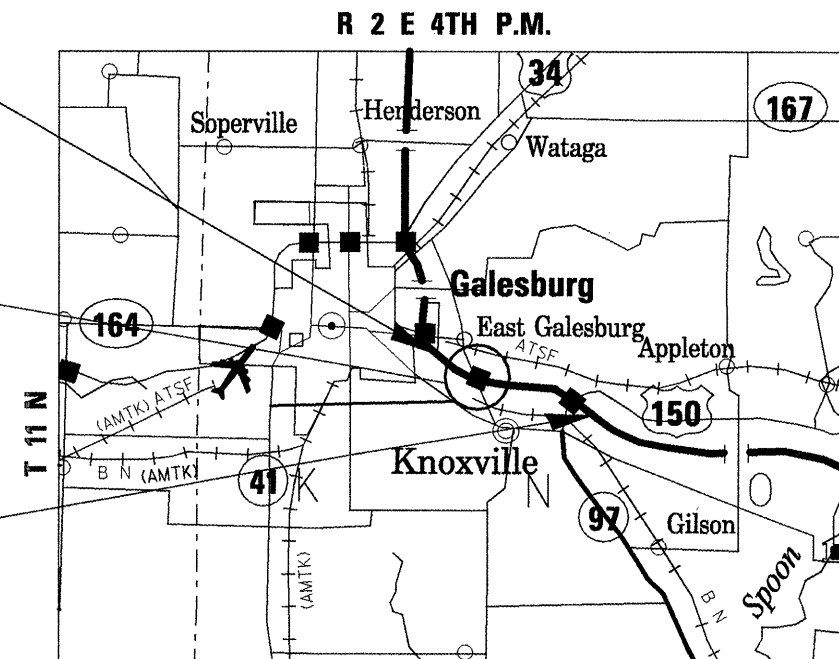 R 2 E 4TH P.M.
34
167
Henderson
Soperville
Wataga
Galesburg
164
East Galesburg
ATSF
Appleton
(AMTK) ATSF
150
T 11 N
Knoxville
B N (AMTK)
41
K
N
O
97
Gilson
(AMTK)
Spoon
B N